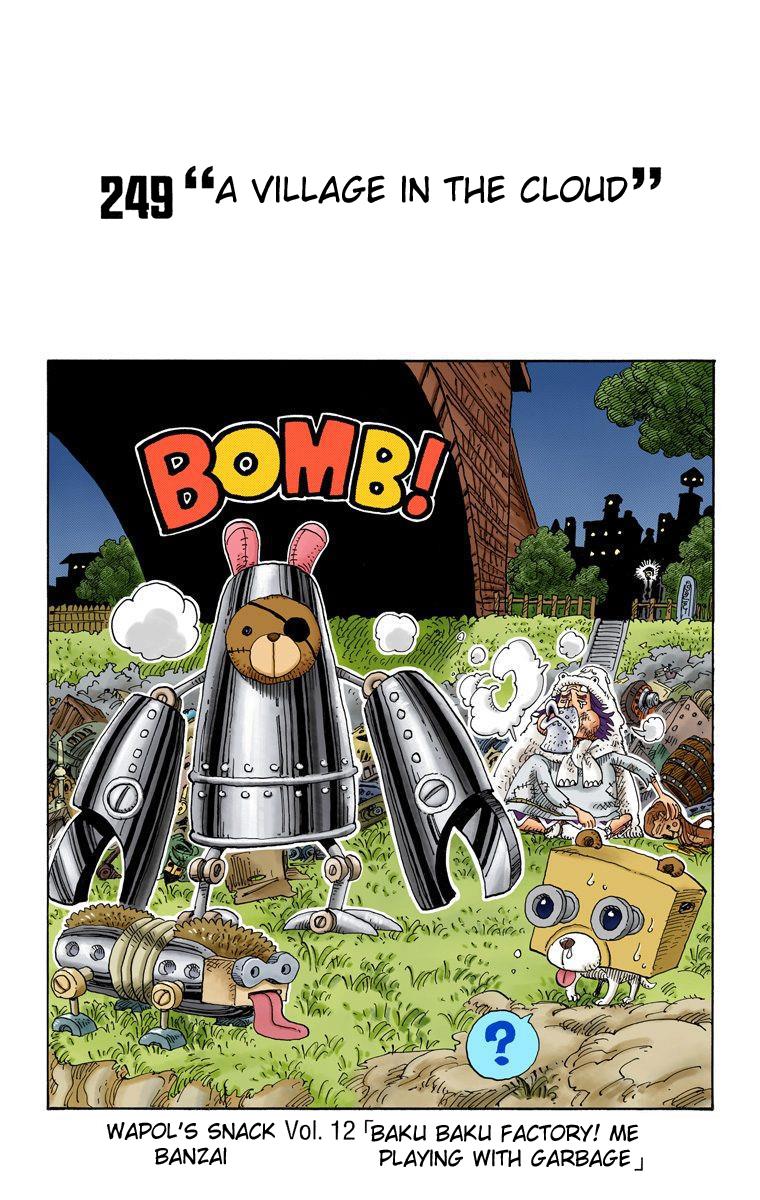 249 “A VILLAGE IN THE CLOUD”
BOMB!
?
WAPOL'S SNACK Vol. 12「BAKU BAKU FACTORY! ME
BANZAI PLAYING WITH GARBAGE」